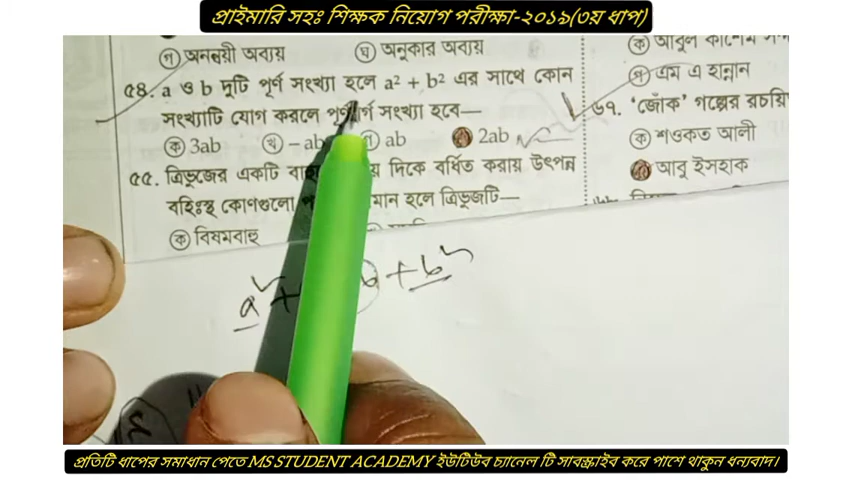 প্রাইমারি সহঃ শিক্ষক নিয়োগ পরীক্ষা-২০১৯(৩য় ধাপ)
গ অনন্বয়ী অব্যয় ঘ অনুকার অব্যয়
৫৪. a ও b দুটি পূর্ণ সংখ্যা হলে a² + b² এর সাথে কোন
সংখ্যাটি যোগ করলে পূর্ণবর্গ সংখ্যা হবে—
ক 3ab খ – ab গ ab 2ab
৫৫. ত্রিভুজের একটি দিকে বর্ধিত করায় উৎপন্ন
বহিঃস্থ কোণগুলো হলে ত্রিভুজটি—
ক বিষমবাহু
ক আবুল কাশেম
গ এম এ হান্নান
৬৭. 'জোঁক' গল্পের রচয়ি
ক শওকত আলী
আবু ইসহাক
a² + b + b²
প্রতিটি ধাপের সমাধান পেতে MS STUDENT ACADEMY ইউটিউব চ্যানেল টি সাবস্ক্রাইব করে পাশে থাকুন ধন্যবাদ।